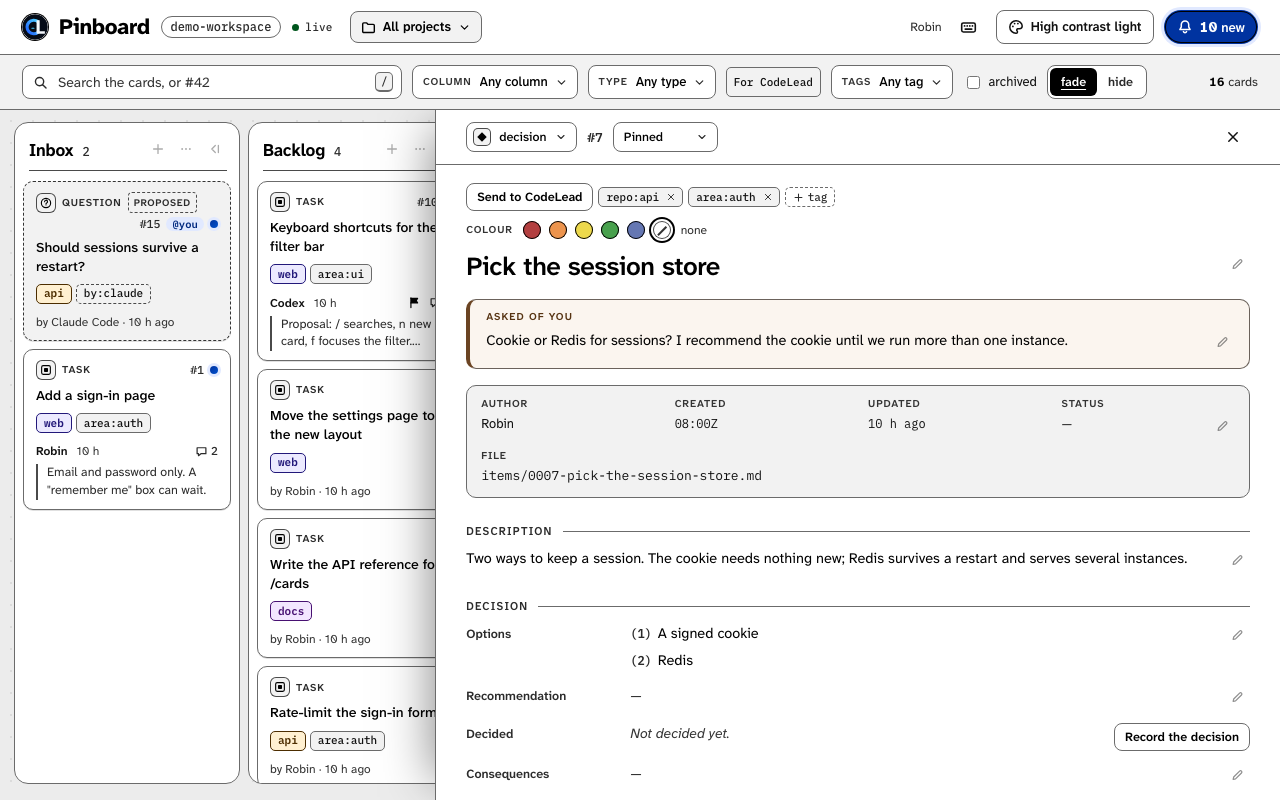 Pinboard demo-workspace live All projects Robin High contrast light 10 new
Search the cards, or #42 / COLUMN Any column TYPE Any type For CodeLead TAGS Any tag archived fade hide 16 cards
Inbox 2
QUESTION PROPOSED
#15 @you
Should sessions survive a
restart?
api by:claude
by Claude Code · 10 h ago
TASK #1
Add a sign-in page
web area:auth
Robin 10 h 2
Email and password only. A
"remember me" box can wait.
Backlog 4
TASK
Keyboard shortcuts for the
filter bar
web area:ui
Codex 10 h
Proposal: / searches, n new
card, f focuses the filter.…
TASK
Move the settings page to
the new layout
web
by Robin · 10 h ago
TASK
Write the API reference
/cards
docs
by Robin · 10 h ago
TASK
Rate-limit the sign-in form
api area:auth
by Robin · 10 h ago
decision #7 Pinned
Send to CodeLead repo:api area:auth + tag
COLOUR none
Pick the session store
ASKED OF YOU
Cookie or Redis for sessions? I recommend the cookie until we run more than one instance.
AUTHOR CREATED UPDATED STATUS
Robin 08:00Z 10 h ago —
FILE
items/0007-pick-the-session-store.md
DESCRIPTION
Two ways to keep a session. The cookie needs nothing new; Redis survives a restart and serves several instances.
DECISION
Options (1) A signed cookie
(2) Redis
Recommendation —
Decided Not decided yet. Record the decision
Consequences —